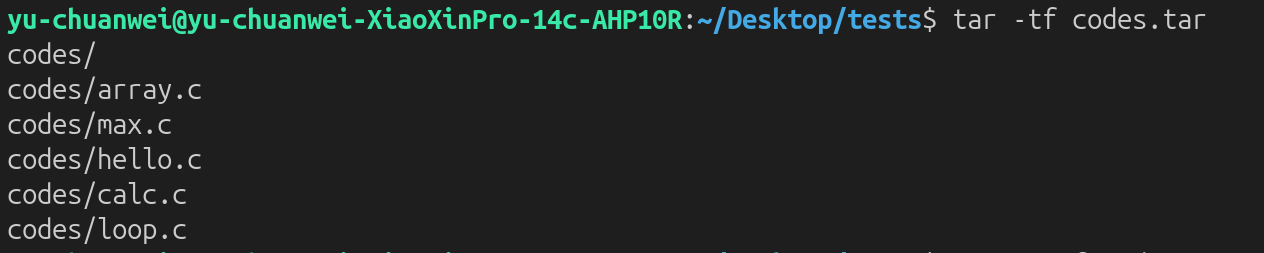 yu-chuanwei@yu-chuanwei-XiaoXinPro-14c-AHP10R:~/Desktop/tests$ tar -tf codes.tar
codes/
codes/array.c
codes/max.c
codes/hello.c
codes/calc.c
codes/loop.c